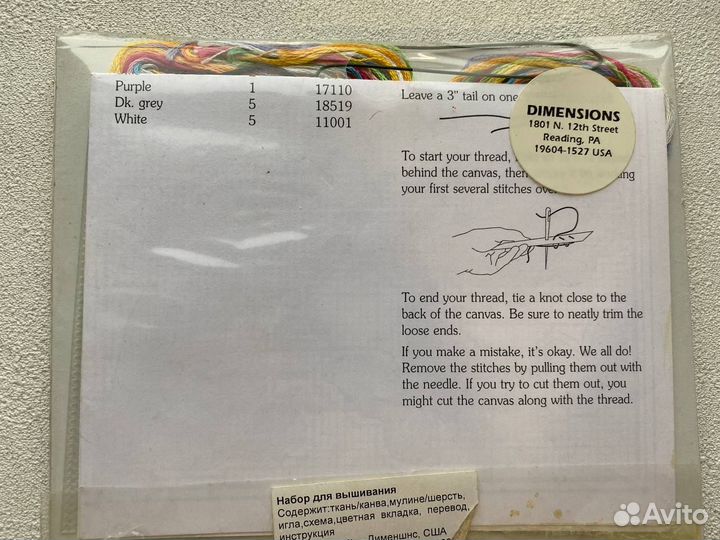 Purple 1 17110
Dk. grey 5 18519
White 5 11001
Leave a 3" tail on one
DIMENSIONS
1801 N. 12th Street
Reading, PA
19604-1527 USA
To start your thread,
behind the canvas, then
your first several stitches
To end your thread, tie a knot close to the
back of the canvas. Be sure to neatly trim the
loose ends.
If you make a mistake, it's okay. We all do!
Remove the stitches by pulling them out with
the needle. If you try to cut them out, you
might cut the canvas along with the thread.
Набор для вышивания
Содержит:ткань/канва,мулине/шерсть,
игла,схема,цветная вкладка, перевод,
инструкция
Дименшнс, США
Avito